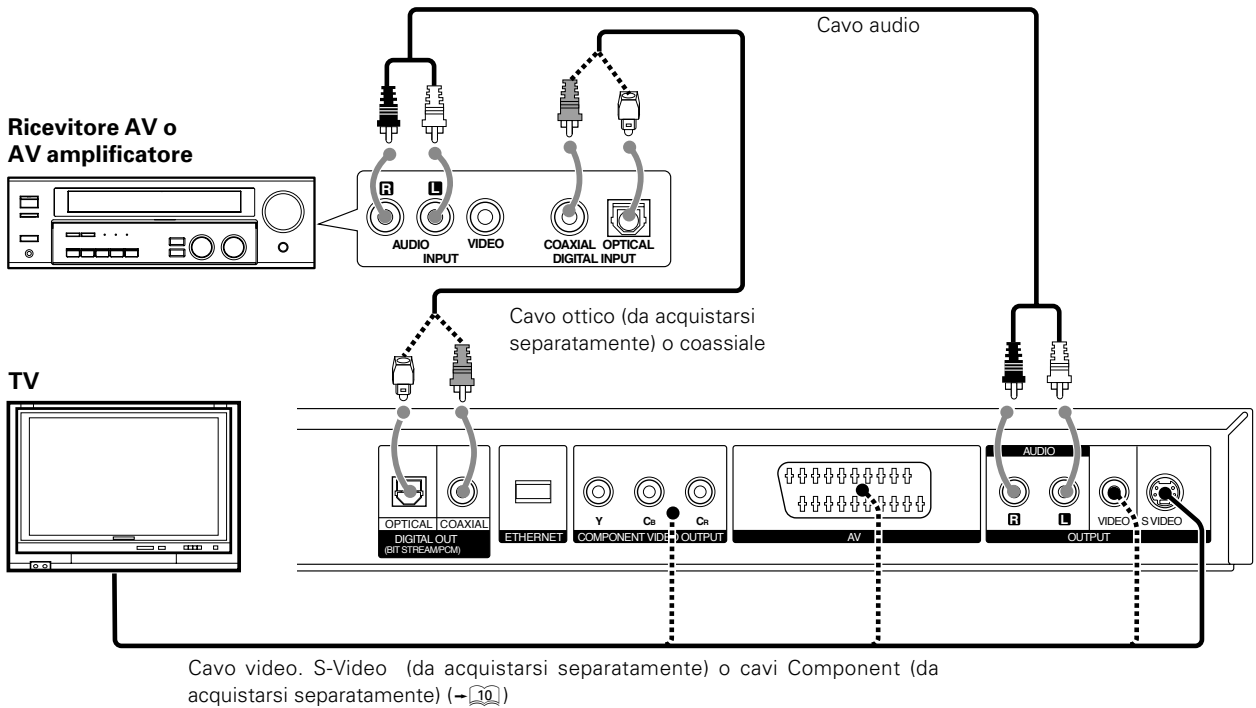 Cavo audio
Ricevitore AV o
AV amplificatore
R L
AUDIO VIDEO COAXIAL OPTICAL
INPUT DIGITAL INPUT
Cavo ottico (da acquistarsi
separatamente) o coassiale
TV
AUDIO
OPTICAL COAXIAL
DIGITAL OUT
(BIT STREAM/PCM)
ETHERNET
Y CB CR
COMPONENT VIDEO OUTPUT
AV
R L VIDEO S VIDEO
OUTPUT
Cavo video. S-Video (da acquistarsi separatamente) o cavi Component (da
acquistarsi separatamente) (→10)